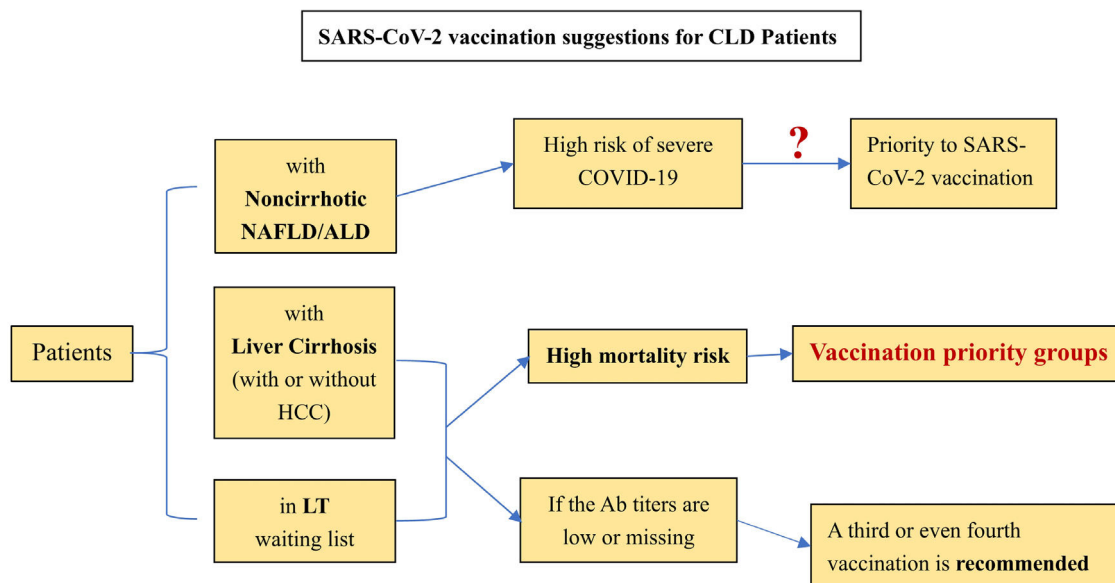 SARS-CoV-2 vaccination suggestions for CLD Patients
with
Noncirrhotic
NAFLD/ALD
High risk of severe
COVID-19
?
Priority to SARS-
CoV-2 vaccination
Patients
with
Liver Cirrhosis
(with or without
HCC)
High mortality risk
Vaccination priority groups
in LT
waiting list
If the Ab titers are
low or missing
A third or even fourth
vaccination is recommended